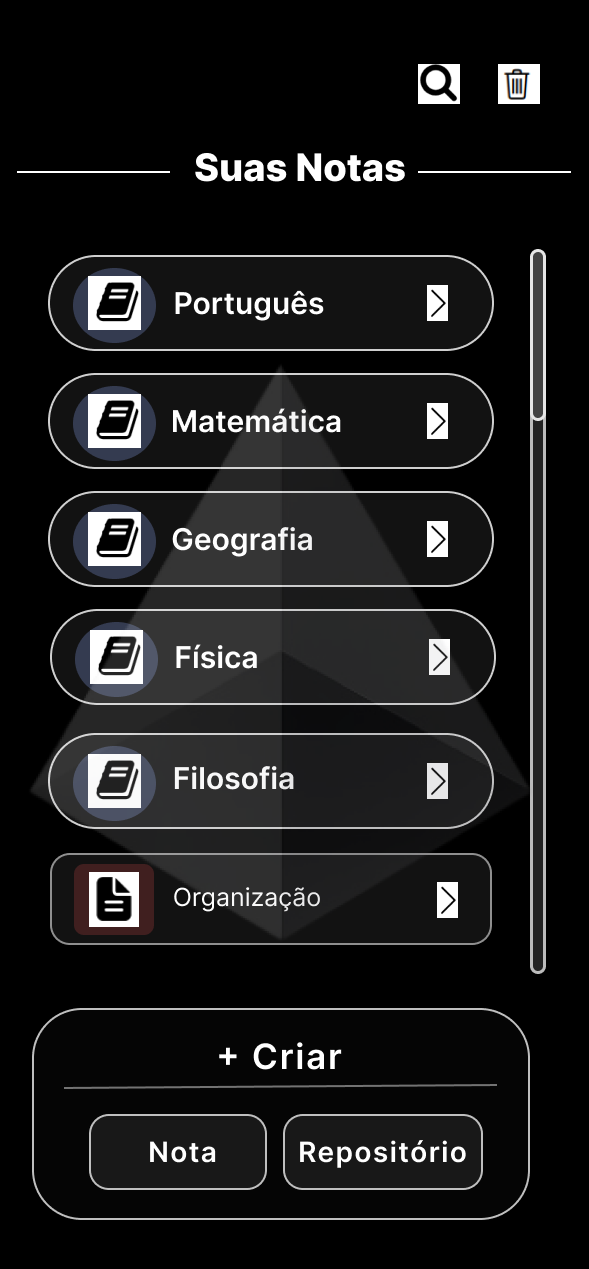 Suas Notas
Português
Matemática
Geografia
Física
Filosofia
Organização
+ Criar
Nota
Repositório